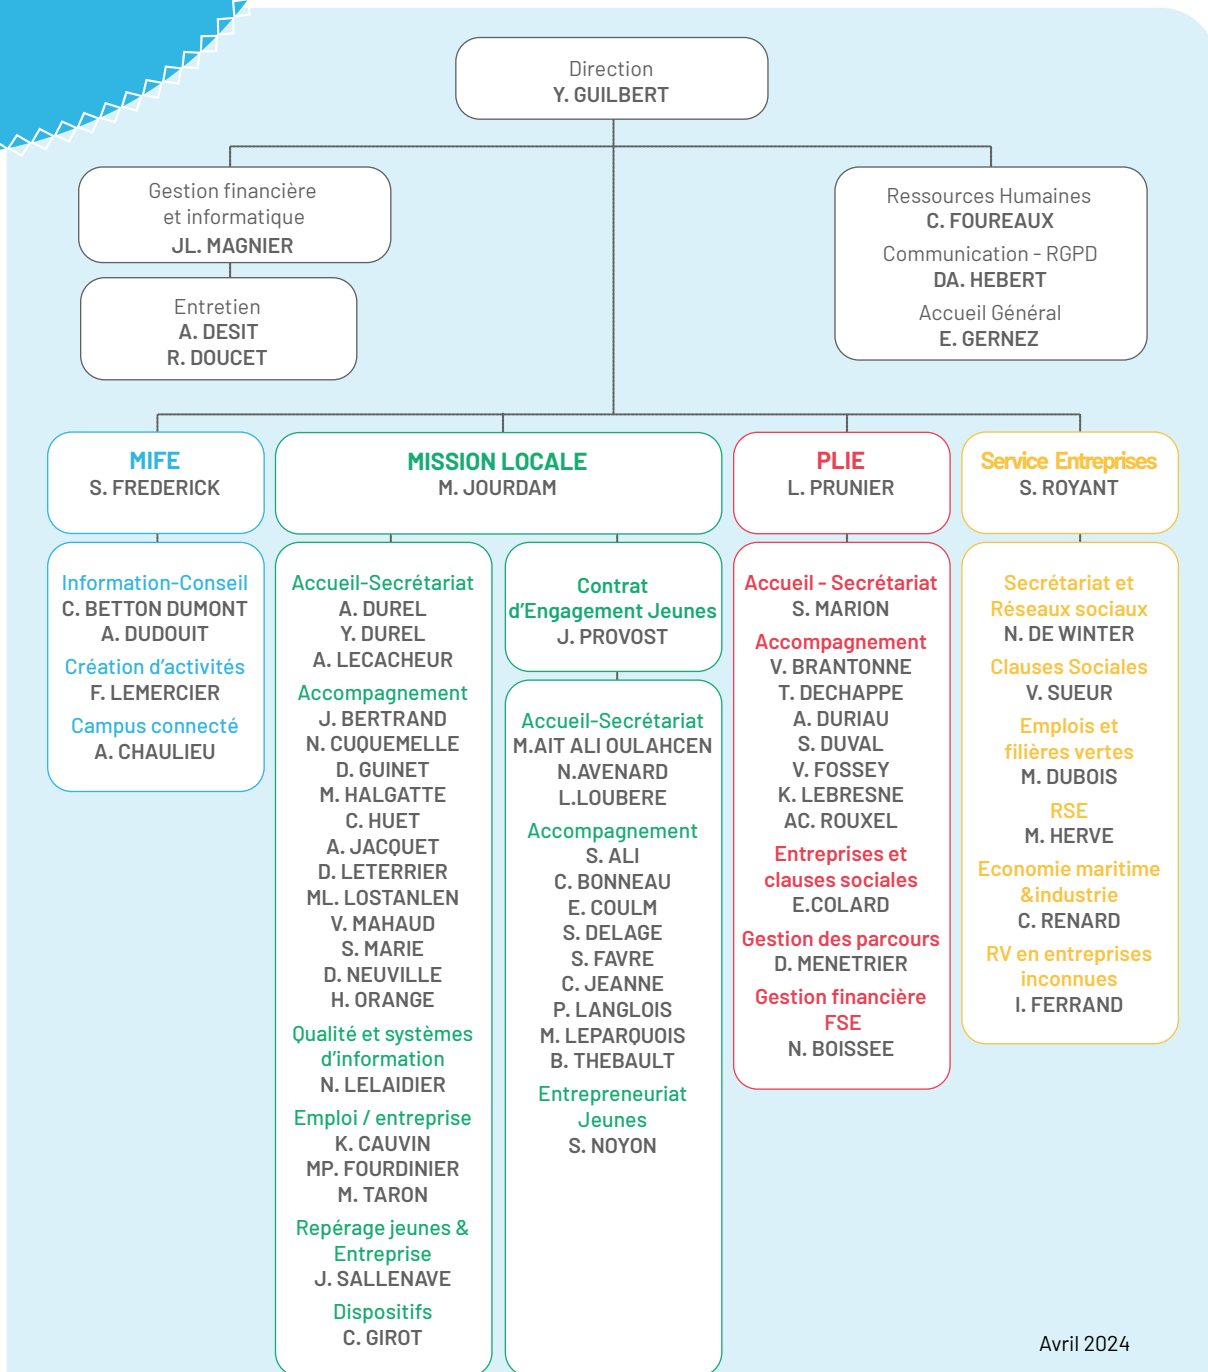 Direction
Y. GUILBERT
Gestion financière
et informatique
JL. MAGNIER
Entretien
A. DESIT
R. DOUCET
Ressources Humaines
C. FOUREAUX
Communication - RGPD
DA. HEBERT
Accueil Général
E. GERNEZ
MIFE
S. FREDERICK
Information-Conseil
C. BETTON DUMONT
A. DUDOUIT
Création d'activités
F. LEMERCIER
Campus connecté
A. CHAULIEU
MISSION LOCALE
M. JOURDAM
Accueil-Secrétariat
A. DUREL
Y. DUREL
A. LECACHEUR
Accompagnement
J. BERTRAND
N. CUQUEMELLE
D. GUINET
M. HALGATTE
C. HUET
A. JACQUET
D. LETERRIER
ML. LOSTANLEN
V. MAHAUD
S. MARIE
D. NEUVILLE
H. ORANGE
Qualité et systèmes
d'information
N. LELAIDIER
Emploi / entreprise
K. CAUVIN
MP. FOURDINIER
M. TARON
Repérage jeunes &
Entreprise
J. SALLENAVE
Dispositifs
C. GIROT
Contrat
d'Engagement Jeunes
J. PROVOST
Accueil-Secrétariat
M.AIT ALI OULAHCEN
N.AVENARD
L.LOUBERE
Accompagnement
S. ALI
C. BONNEAU
E. COULM
S. DELAGE
S. FAVRE
C. JEANNE
P. LANGLOIS
M. LEPARQUOIS
B. THEBAULT
Entrepreneuriat
Jeunes
S. NOYON
PLIE
L. PRUNIER
Accueil - Secrétariat
S. MARION
Accompagnement
V. BRANTONNE
T. DECHAPPE
A. DURIAU
S. DUVAL
V. FOSSEY
K. LEBRESNE
AC. ROUXEL
Entreprises et
clauses sociales
E.COLARD
Gestion des parcours
D. MENETRIER
Gestion financière
FSE
N. BOISSEE
Service Entreprises
S. ROYANT
Secrétariat et
Réseaux sociaux
N. DE WINTER
Clauses Sociales
V. SUEUR
Emplois et
filières vertes
M. DUBOIS
RSE
M. HERVE
Economie maritime
&industrie
C. RENARD
RV en entreprises
inconnues
I. FERRAND
Avril 2024